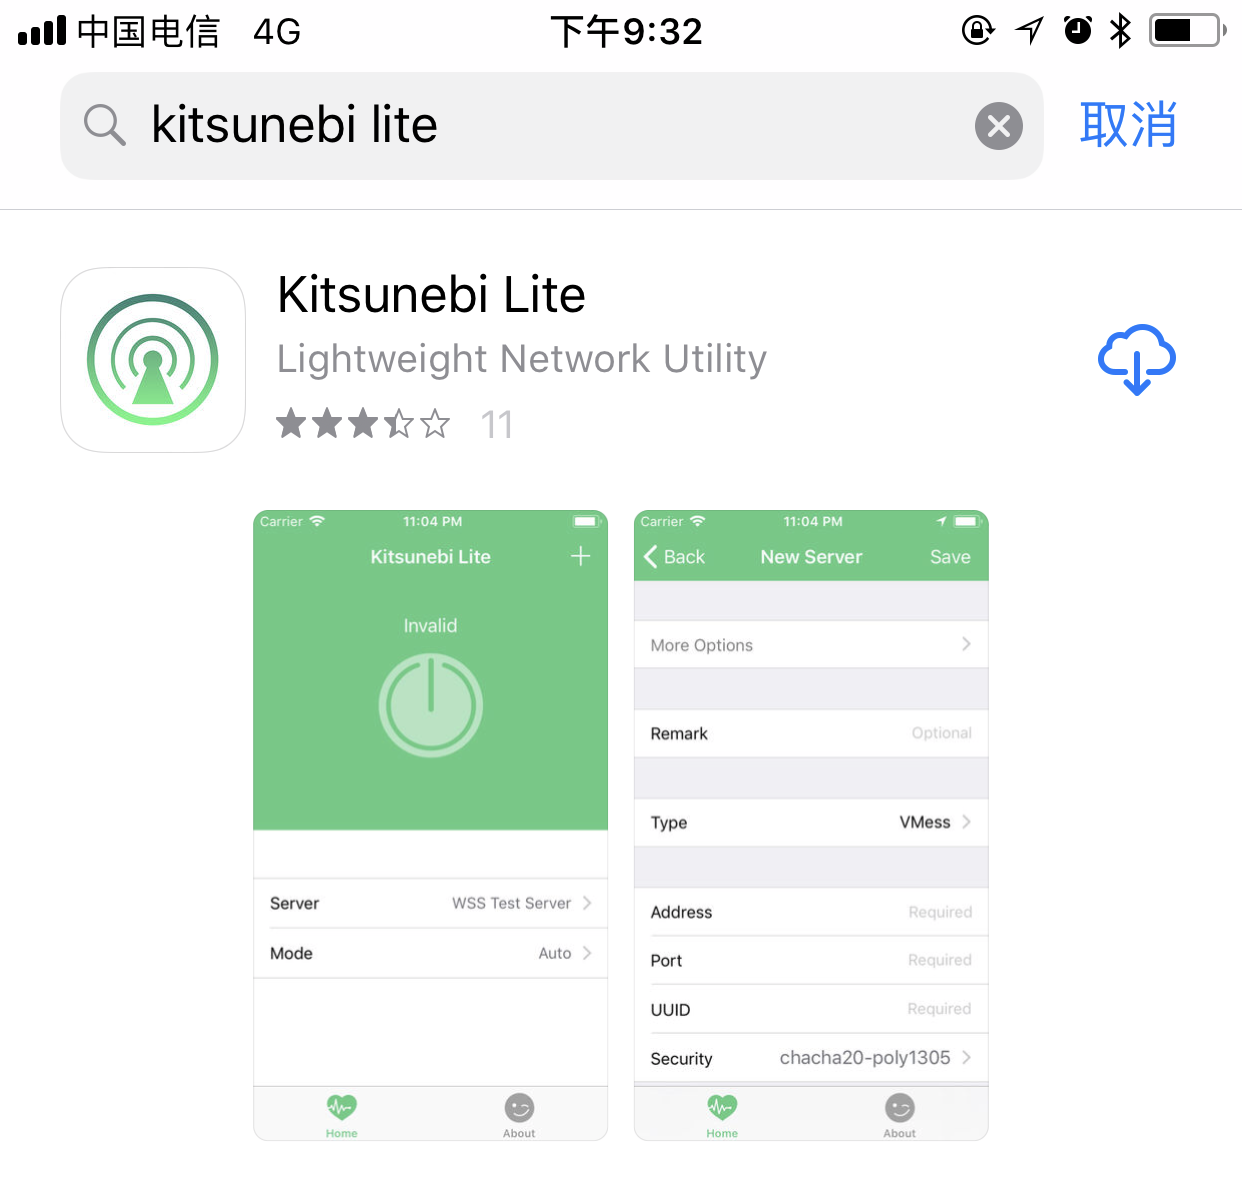 中国电信 4G 下午9:32
kitsunebi lite 取消
Kitsunebi Lite
Lightweight Network Utility
11
Carrier 11:04 PM
Kitsunebi Lite
Invalid
Server WSS Test Server
Mode Auto
Home About
Carrier 11:04 PM
Back New Server Save
More Options
Remark Optional
Type VMess
Address Required
Port Required
UUID Required
Security chacha20-poly1305
Home About